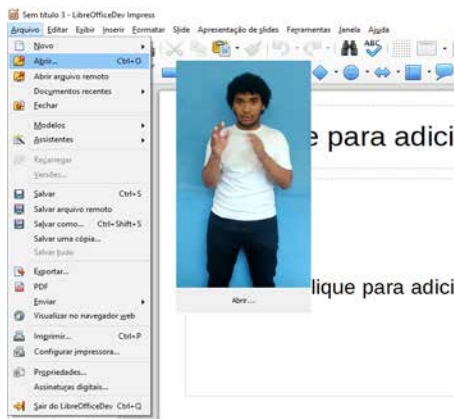 Sem título 3 - LibreOfficeDev Impress
Arquivo Editar Exibir Inserir Formatar Slide Apresentação de slides Ferramentas Janela Ajuda
Novo
Abrir... Ctrl+O
Abrir arquivo remoto
Documentos recentes
Fechar
Modelos
Assistentes
Recarregar
Versões...
Salvar Ctrl+S
Salvar arquivo remoto
Salvar como... Ctrl+Shift+S
Salvar uma cópia...
Salvar tudo
Exportar...
PDF
Enviar
Visualizar no navegador web
Imprimir... Ctrl+P
Configurar impressora...
Propriedades...
Assinaturas digitais...
Sair do LibreOfficeDev Ctrl+Q
Abrir...
ABC
e para adici
lique para adici